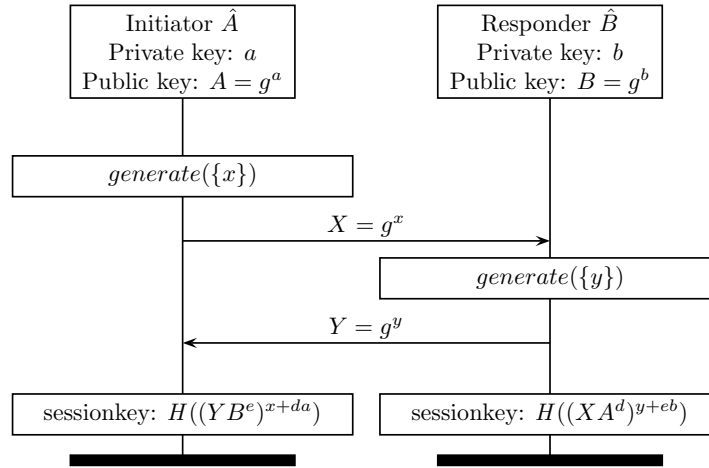 Initiator Â
Private key: a
Public key: A = g^a
Responder B̂
Private key: b
Public key: B = g^b
generate({x})
X = g^x
generate({y})
Y = g^y
sessionkey: H((YB^e)^{x+da})
sessionkey: H((XA^d)^{y+eb})